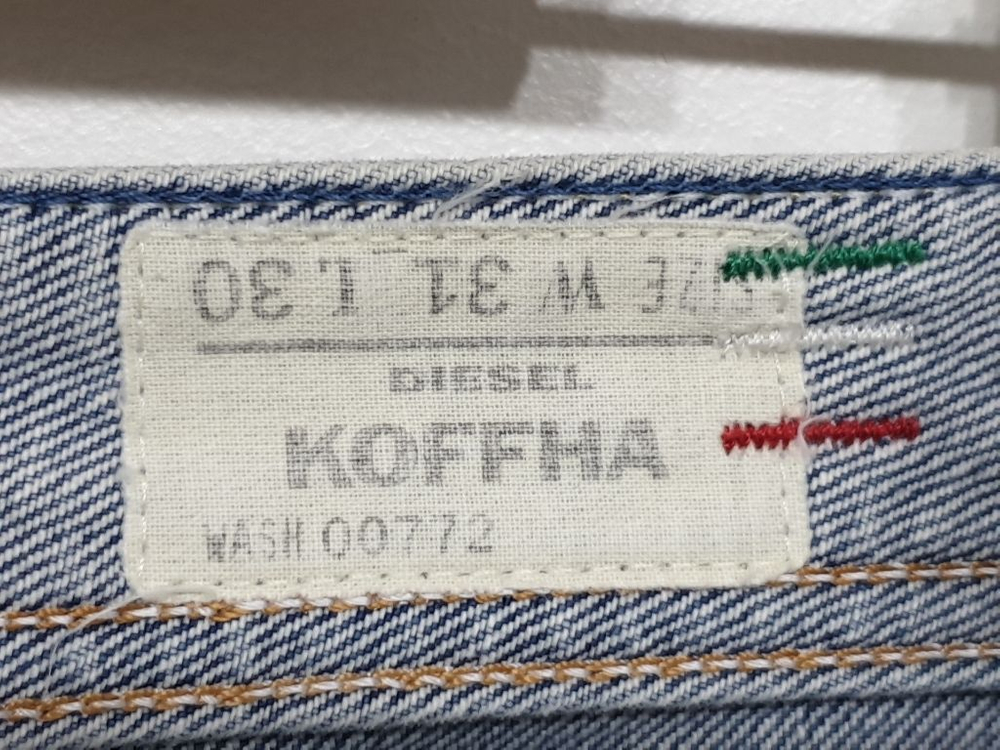 SIZE W 31 L 30
DIESEL
KOFFHA
WASH 00772